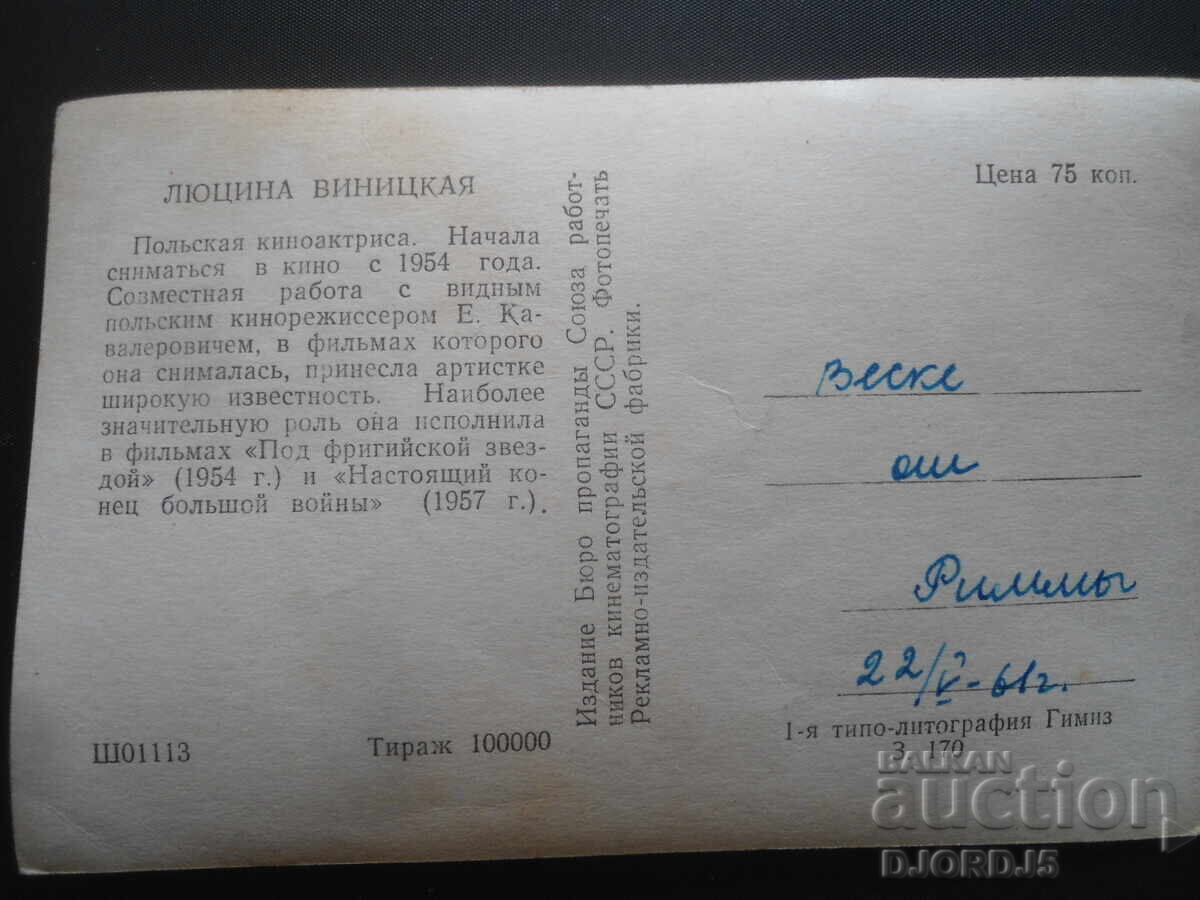 ЛЮЦИНА ВИНИЦКАЯ
Польская киноактриса. Начала
сниматься в кино с 1954 года.
Совместная работа с видным
польским кинорежиссером Е. Ка-
валеровичем, в фильмах которого
она снималась, принесла артистке
широкую известность. Наиболее
значительную роль она исполнила
в фильмах «Под фригийской звез-
дой» (1954 г.) и «Настоящий ко-
нец большой войны» (1957 г.).
Ш01113
Тираж 100000
Издание Бюро пропаганды Союза работ-
ников кинематографии СССР. Фотопечать
Рекламно-издательской фабрики.
Цена 75 коп.
Веске
от
Риммы
22/V-61г.
1-я типо-литография Гимиз
З. 170
BALKAN
auction
DJORDJ5